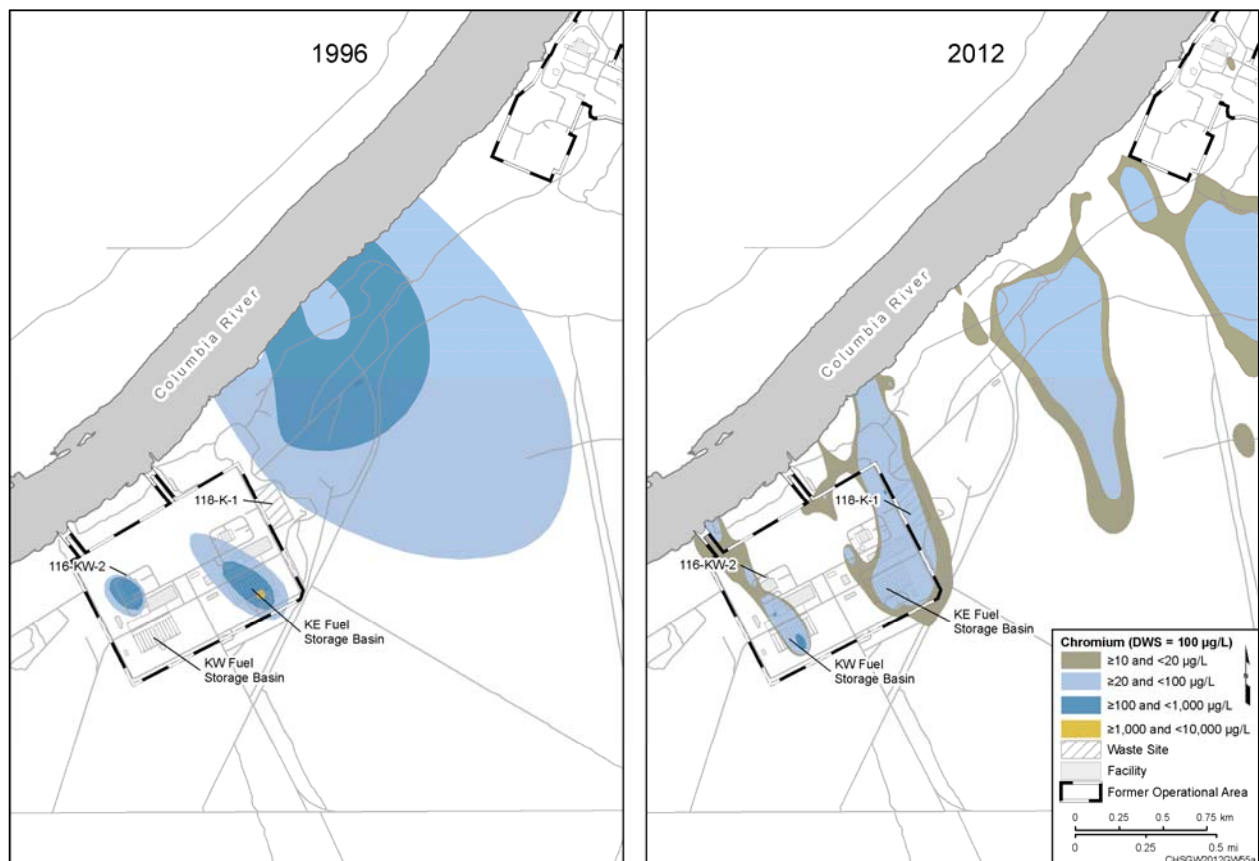 1996
Columbia River
118-K-1
116-KW-2
KE Fuel
Storage Basin
KW Fuel
Storage Basin
2012
Columbia River
118-K-1
116-KW-2
KE Fuel
Storage Basin
KW Fuel
Storage Basin
Chromium (DWS = 100 µg/L)
≥10 and <20 µg/L
≥20 and <100 µg/L
≥100 and <1,000 µg/L
≥1,000 and <10,000 µg/L
Waste Site
Facility
Former Operational Area
0 0.25 0.5 0.75 km
0 0.25 0.5 mi